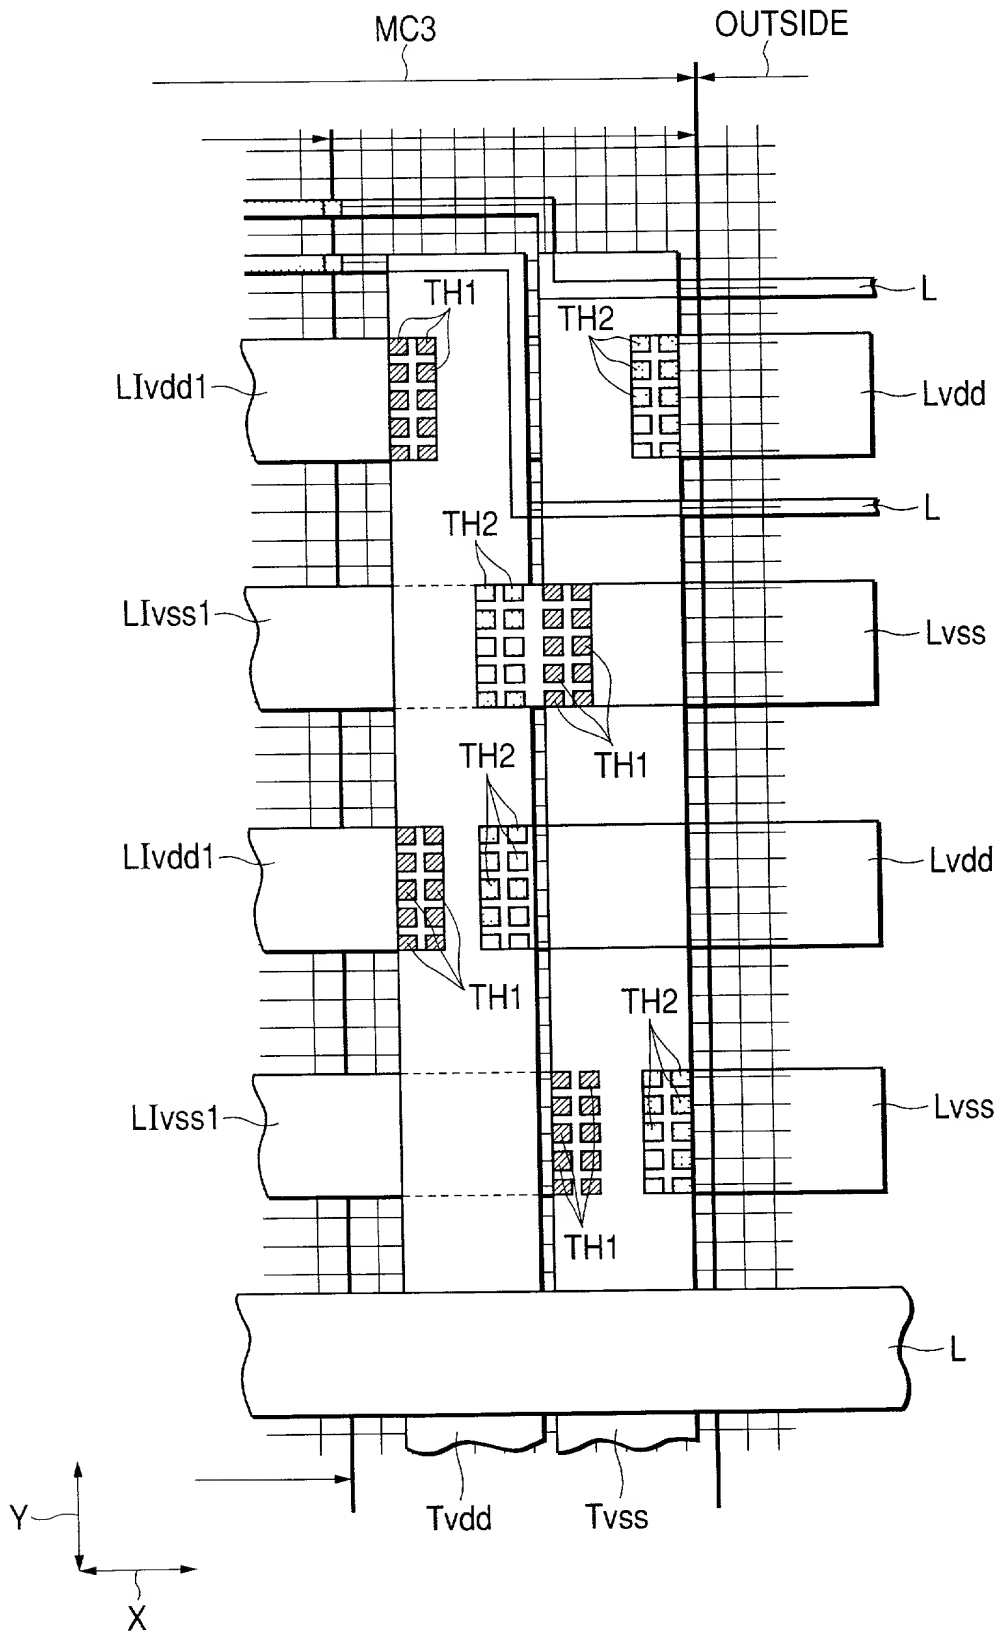 MC3
OUTSIDE
TH1
L
TH2
LIvdd1
Lvdd
L
TH2
LIvss1
Lvss
TH2
TH1
LIvdd1
Lvdd
TH1
TH2
LIvss1
Lvss
TH1
L
Y
Tvdd
Tvss
X